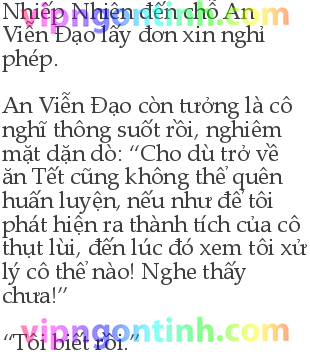 Nhiếp Nhiên đến chỗ An
Viễn Đạo lấy đơn xin nghỉ
phép.
An Viễn Đạo còn tưởng là cô
nghĩ thông suốt rồi, nghiêm
mặt dặn dò: “Cho dù trở về
ăn Tết cũng không thể quên
huấn luyện, nếu như để tôi
phát hiện ra thành tích của cô
thụt lùi, đến lúc đó xem tôi xử
lý cô thế nào! Nghe thấy
chưa!”
“Tôi biết rồi.”
vipngontinh.com
vipngontinh.com